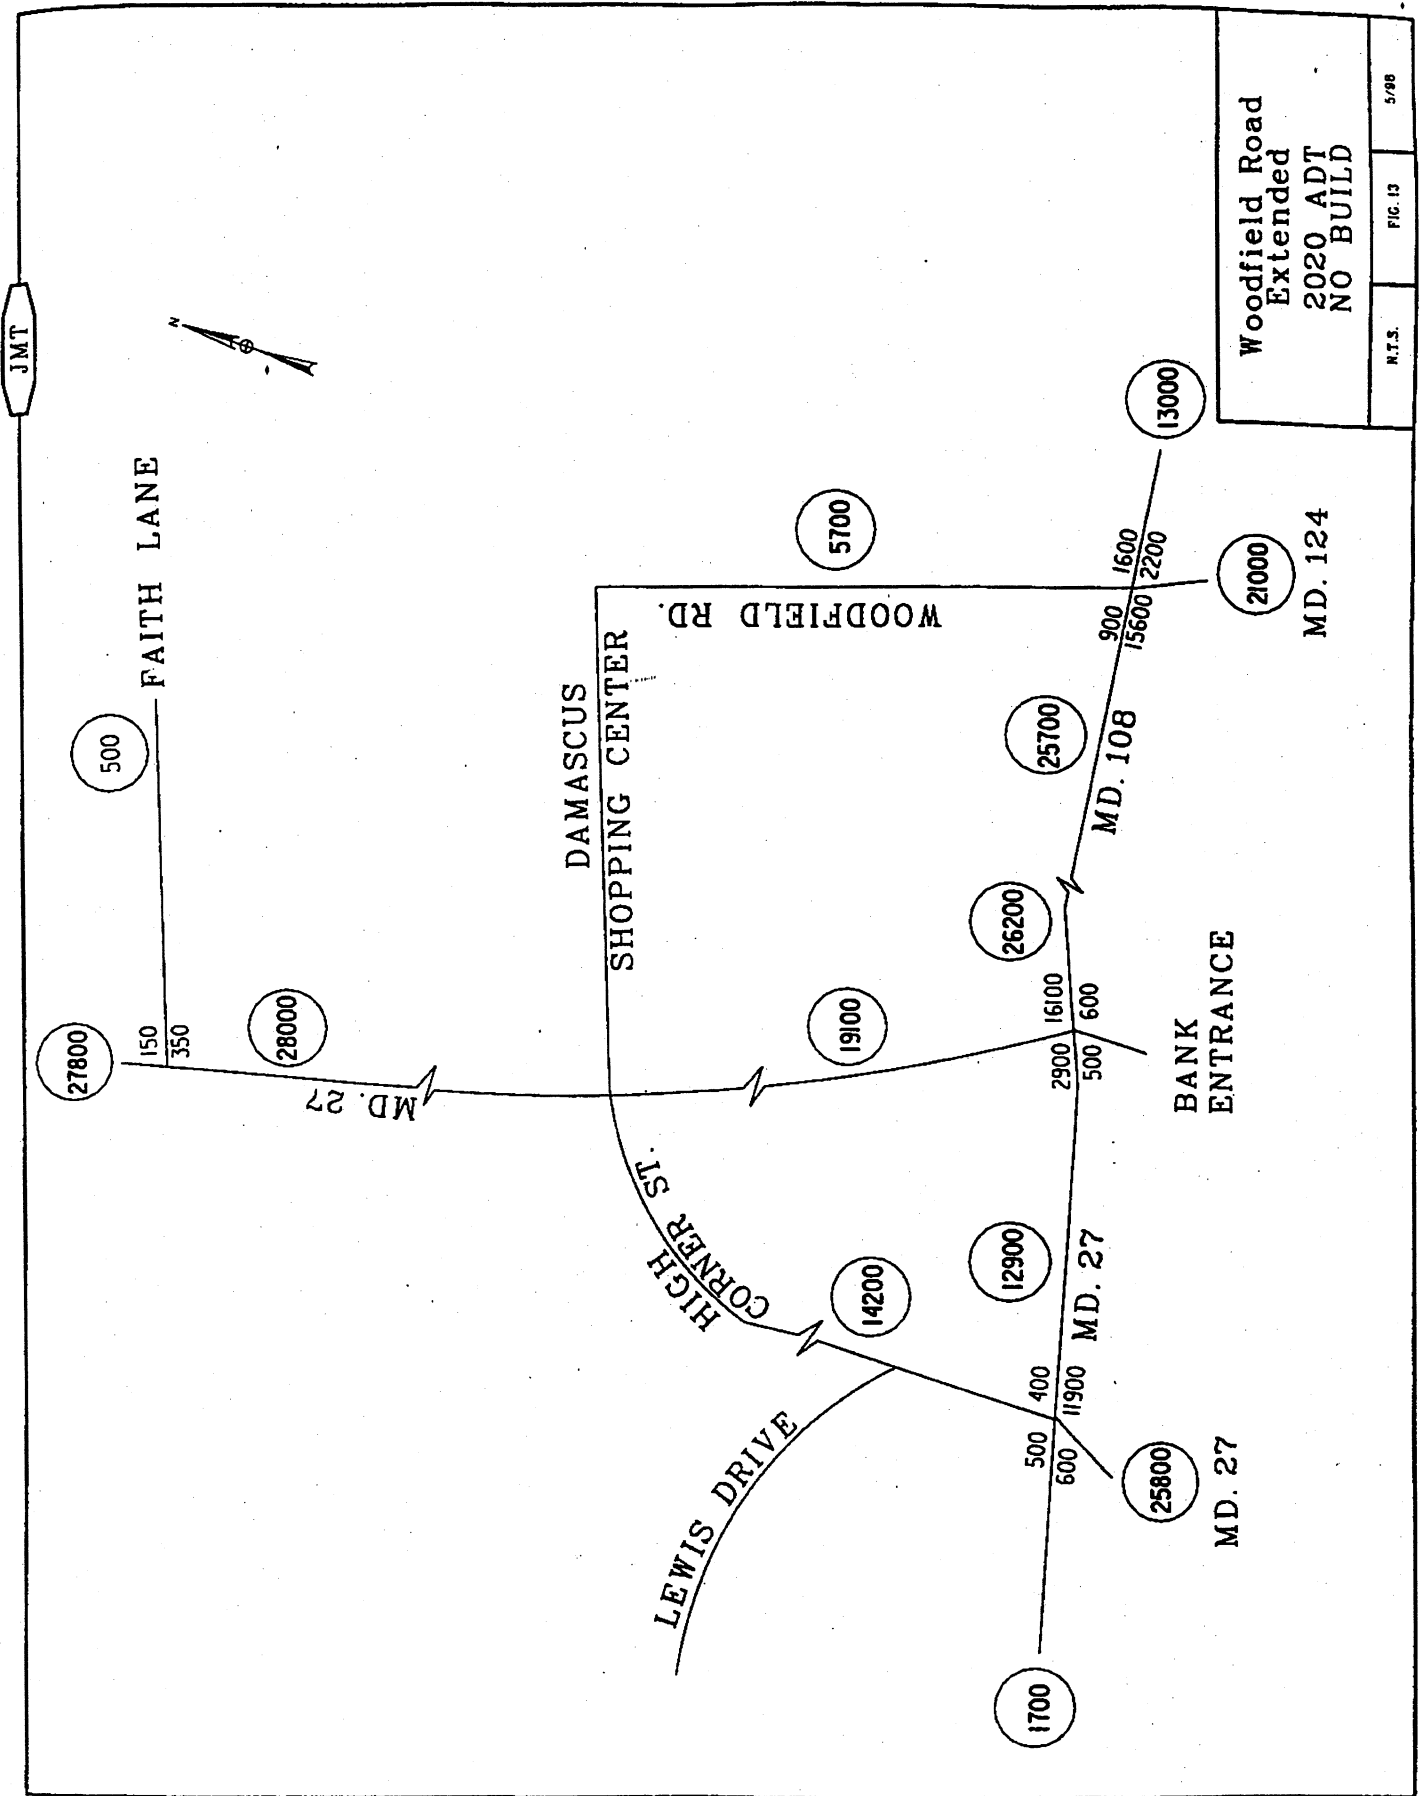 JMT
N
FAITH LANE
500
27800
150
350
28000
MD. 27
DAMASCUS
SHOPPING CENTER
WOODFIELD RD.
5700
13000
1600
2200
900
15600
21000
MD. 124
25700
MD. 108
26200
19100
16100
600
2900
500
BANK
ENTRANCE
HIGH
CORNER ST.
14200
12900
MD. 27
LEWIS DRIVE
400
11900
500
600
25800
MD. 27
1700
Woodfield Road
Extended
2020 ADT
NO BUILD
N.T.S.
FIG. 13
5/98